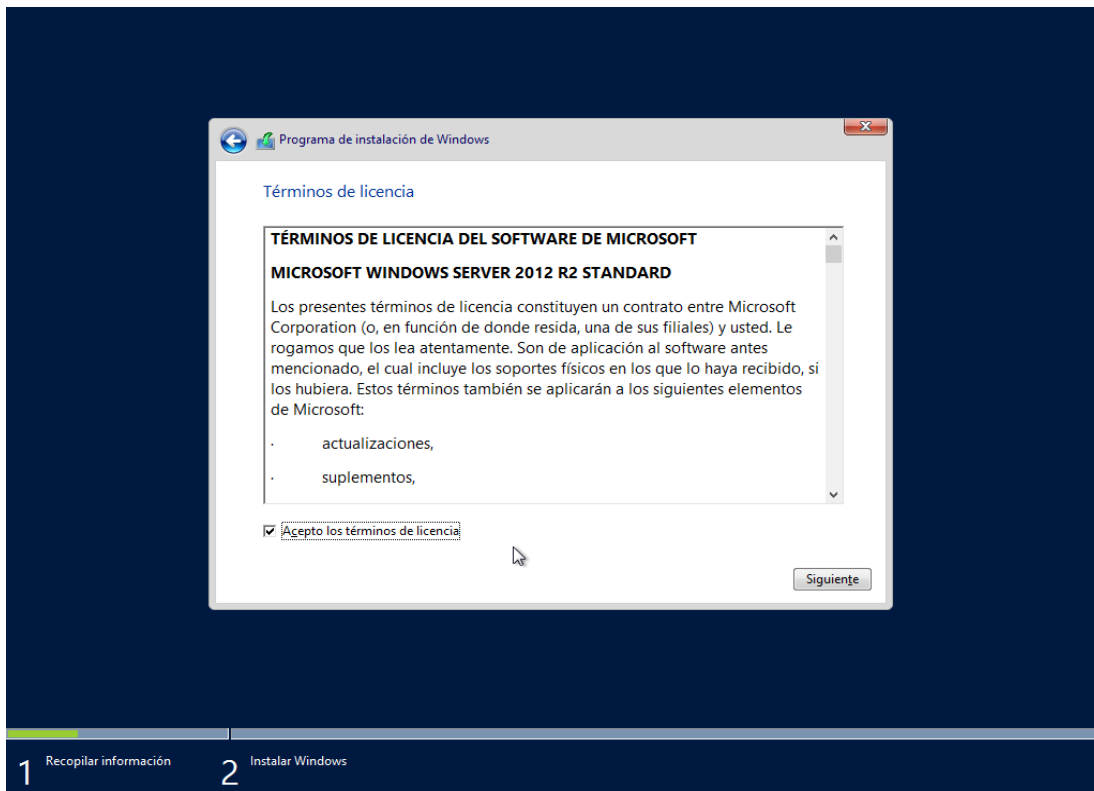 Programa de instalación de Windows
Términos de licencia
TÉRMINOS DE LICENCIA DEL SOFTWARE DE MICROSOFT
MICROSOFT WINDOWS SERVER 2012 R2 STANDARD
Los presentes términos de licencia constituyen un contrato entre Microsoft
Corporation (o, en función de donde resida, una de sus filiales) y usted. Le
rogamos que los lea atentamente. Son de aplicación al software antes
mencionado, el cual incluye los soportes físicos en los que lo haya recibido, si
los hubiera. Estos términos también se aplicarán a los siguientes elementos
de Microsoft:
· actualizaciones,
· suplementos,
Acepto los términos de licencia
Siguiente
1 Recopilar información
2 Instalar Windows